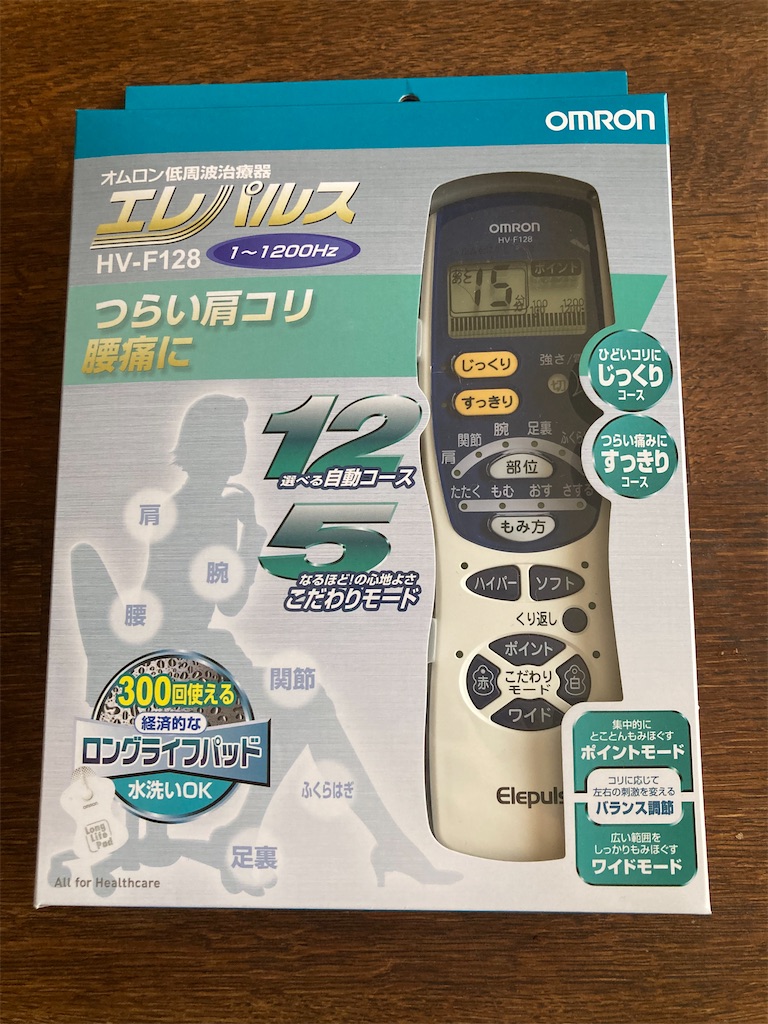 OMRON
オムロン低周波治療器
エレパルス
HV-F128
1〜1200Hz
つらい肩コリ
腰痛に
12
選べる自動コース
5
なるほど!の心地よさ
こだわりモード
肩
腕
腰
関節
ふくらはぎ
足裏
300回使える
経済的な
ロングライフパッド
水洗いOK
Long
Life
Pad
All for Healthcare
OMRON
HV-F128
あと
15
分
ポイント
100
1200
じっくり
強さ/
切
すっきり
腕
足裏
関節
ふくら
肩
部位
たたく
もむ
おす
さする
もみ方
ハイパー
ソフト
くり返し
ポイント
赤
こだわり
モード
白
ワイド
Elepuls
ひどいコリに
じっくり
コース
つらい痛みに
すっきり
コース
集中的に
とことんもみほぐす
ポイントモード
コリに応じて
左右の刺激を変える
バランス調節
広い範囲を
しっかりもみほぐす
ワイドモード